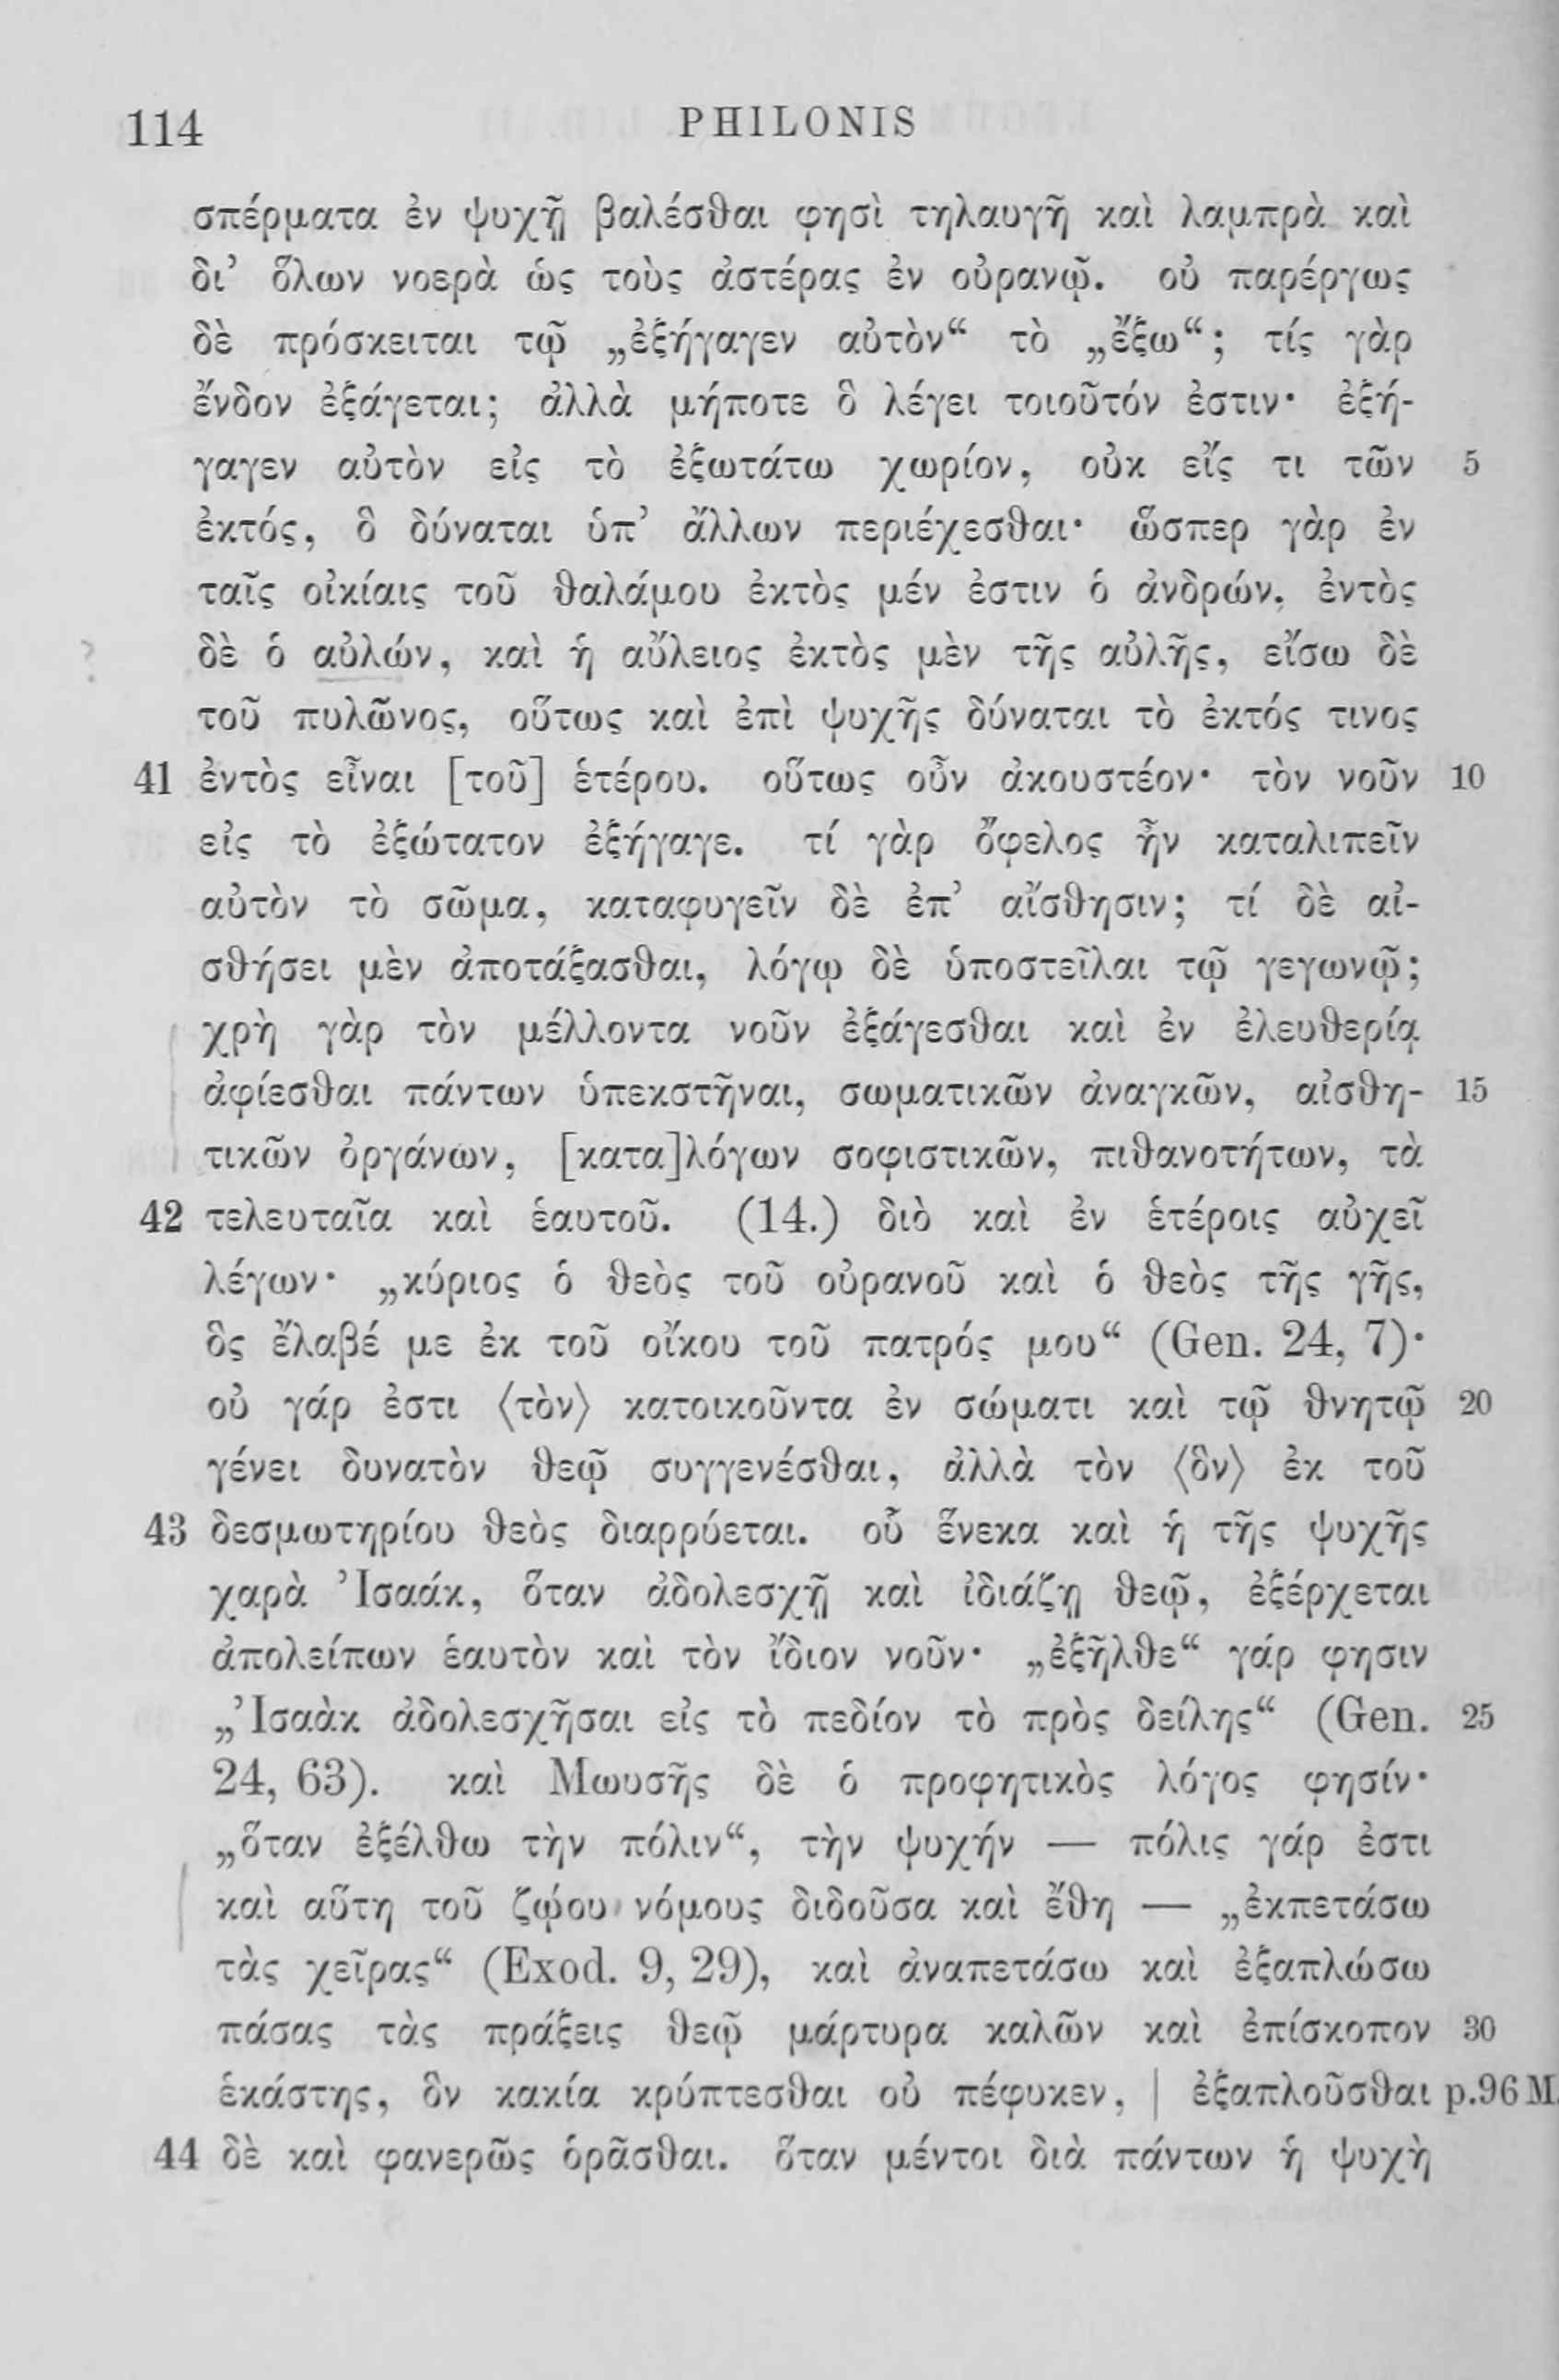 114 PHILONIS
σπέρματα ἐν ψυχῇ βαλέσθαι φησὶ τηλαυγῆ καὶ λαμπρὰ καὶ
δι’ ὅλων νοερὰ ὡς τοὺς ἀστέρας ἐν οὐρανῷ. οὐ παρέργως
δὲ πρόσκειται τῷ „ἐξήγαγεν αὐτὸν“ τὸ „ἔξω“; τίς γὰρ
ἔνδον ἐξάγεται; ἀλλὰ μήποτε ὃ λέγει τοιοῦτόν ἐστιν· ἐξή-
γαγεν αὐτὸν εἰς τὸ ἐξωτάτω χωρίον, οὐκ εἴς τι τῶν 5
ἐκτός, ὃ δύναται ὑπ’ ἄλλων περιέχεσθαι· ὥσπερ γὰρ ἐν
ταῖς οἰκίαις τοῦ θαλάμου ἐκτὸς μέν ἐστιν ὁ ἀνδρών, ἐντὸς
δὲ ὁ αὐλών, καὶ ἡ αὔλειος ἐκτὸς μὲν τῆς αὐλῆς, εἴσω δὲ
τοῦ πυλῶνος, οὕτως καὶ ἐπὶ ψυχῆς δύναται τὸ ἐκτός τινος
41 ἐντὸς εἶναι [τοῦ] ἑτέρου. οὕτως οὖν ἀκουστέον· τὸν νοῦν 10
εἰς τὸ ἐξώτατον ἐξήγαγε. τί γὰρ ὄφελος ἦν καταλιπεῖν
αὐτὸν τὸ σῶμα, καταφυγεῖν δὲ ἐπ’ αἴσθησιν; τί δὲ αἰ-
σθήσει μὲν ἀποτάξασθαι, λόγῳ δὲ ὑποστεῖλαι τῷ γεγωνῷ;
χρὴ γὰρ τὸν μέλλοντα νοῦν ἐξάγεσθαι καὶ ἐν ἐλευθερίᾳ
ἀφίεσθαι πάντων ὑπεκστῆναι, σωματικῶν ἀναγκῶν, αἰσθη- 15
τικῶν ὀργάνων, [κατα]λόγων σοφιστικῶν, πιθανοτήτων, τὰ
42 τελευταῖα καὶ ἑαυτοῦ. (14.) διὸ καὶ ἐν ἑτέροις αὐχεῖ
λέγων· „κύριος ὁ θεὸς τοῦ οὐρανοῦ καὶ ὁ θεὸς τῆς γῆς,
ὃς ἔλαβέ με ἐκ τοῦ οἴκου τοῦ πατρός μου“ (Gen. 24, 7)·
οὐ γάρ ἐστι ⟨τὸν⟩ κατοικοῦντα ἐν σώματι καὶ τῷ θνητῷ 20
γένει δυνατὸν θεῷ συγγενέσθαι, ἀλλὰ τὸν ⟨ὃν⟩ ἐκ τοῦ
43 δεσμωτηρίου θεὸς διαρρύεται. οὗ ἕνεκα καὶ ἡ τῆς ψυχῆς
χαρὰ Ἰσαάκ, ὅταν ἀδολεσχῇ καὶ ἰδιάζῃ θεῷ, ἐξέρχεται
ἀπολείπων ἑαυτὸν καὶ τὸν ἴδιον νοῦν· „ἐξῆλθε“ γάρ φησιν
„Ἰσαὰκ ἀδολεσχῆσαι εἰς τὸ πεδίον τὸ πρὸς δείλης“ (Gen. 25
24, 63). καὶ Μωυσῆς δὲ ὁ προφητικὸς λόγος φησίν·
„ὅταν ἐξέλθω τὴν πόλιν“, τὴν ψυχήν — πόλις γάρ ἐστι
καὶ αὕτη τοῦ ζῴου νόμους διδοῦσα καὶ ἔθη — „ἐκπετάσω
τὰς χεῖρας“ (Exod. 9, 29), καὶ ἀναπετάσω καὶ ἐξαπλώσω
πάσας τὰς πράξεις θεῷ μάρτυρα καλῶν καὶ ἐπίσκοπον 30
ἑκάστης, ὃν κακία κρύπτεσθαι οὐ πέφυκεν, | ἐξαπλοῦσθαι p.96 M.
44 δὲ καὶ φανερῶς ὁρᾶσθαι. ὅταν μέντοι διὰ πάντων ἡ ψυχὴ